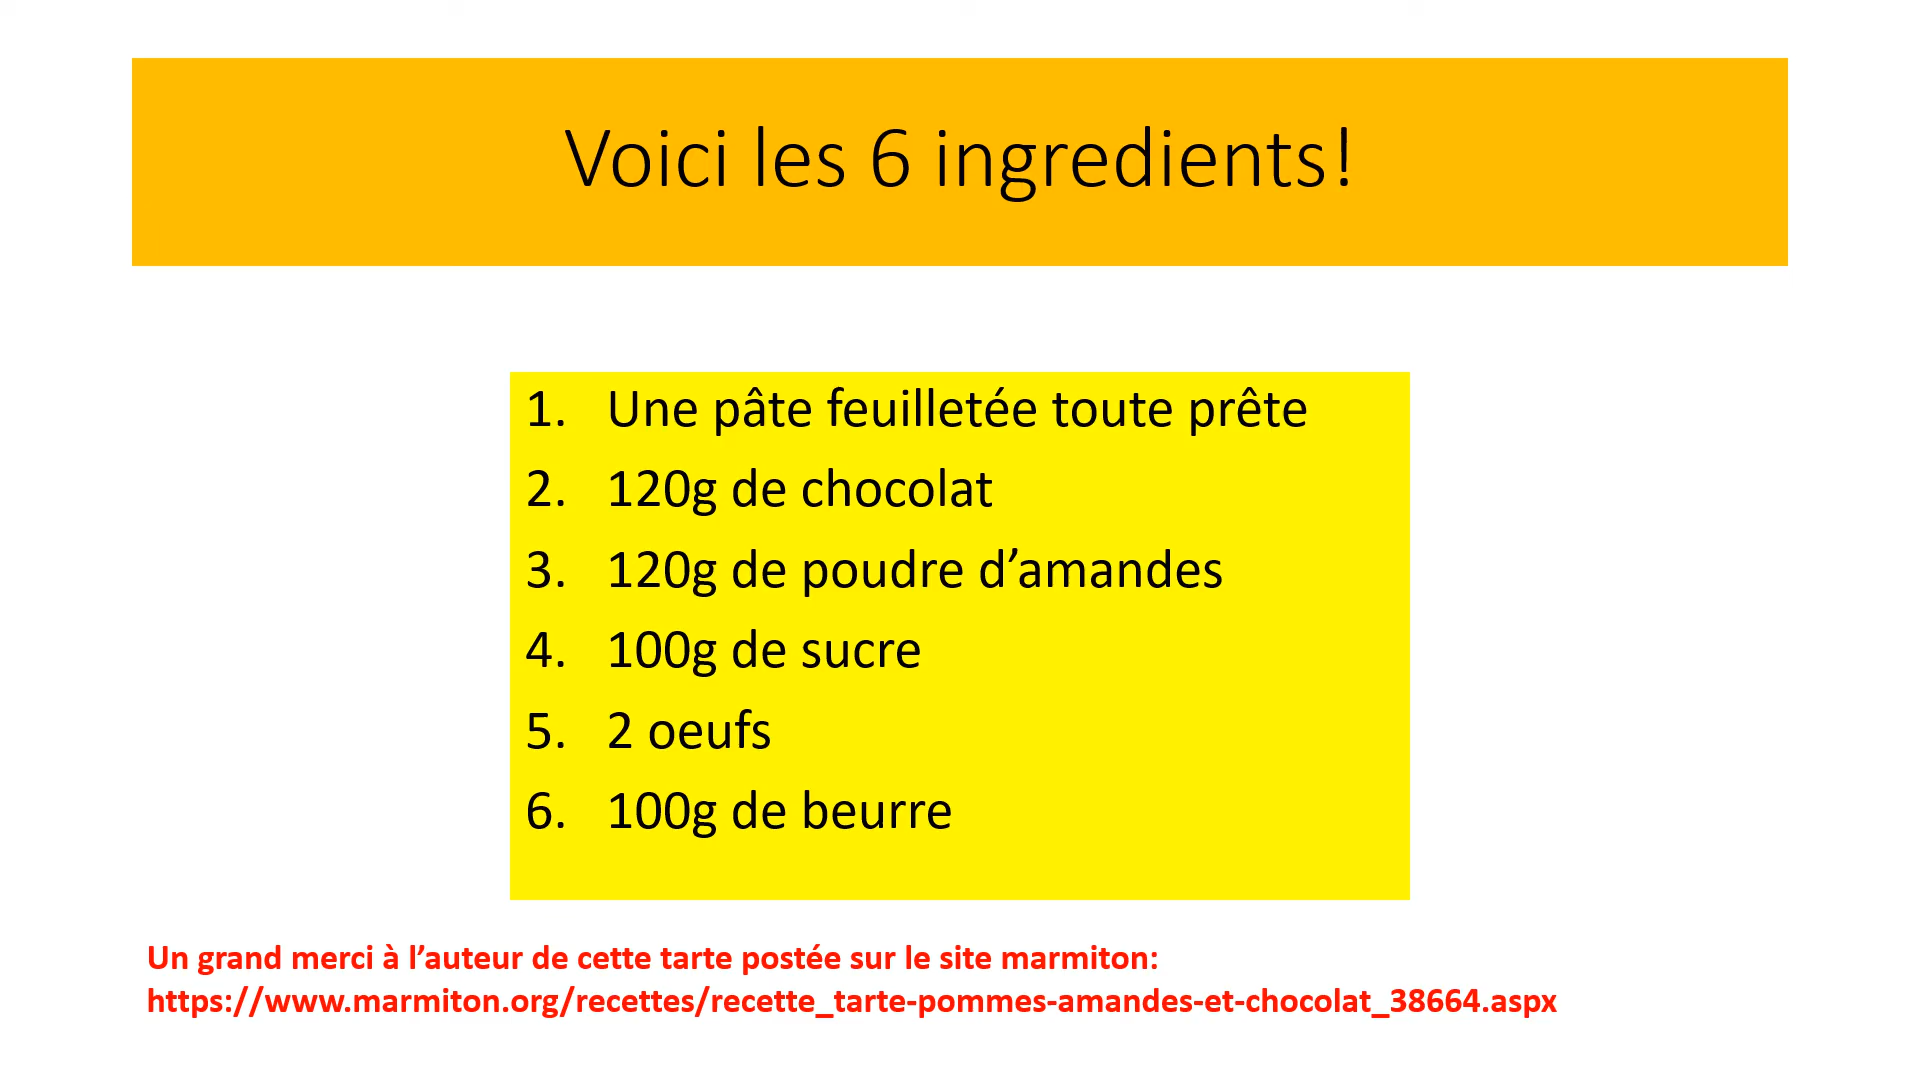 Voici les 6 ingredients!
1. Une pâte feuilletée toute prête
2. 120g de chocolat
3. 120g de poudre d’amandes
4. 100g de sucre
5. 2 oeufs
6. 100g de beurre
Un grand merci à l’auteur de cette tarte postée sur le site marmiton:
https://www.marmiton.org/recettes/recette_tarte-pommes-amandes-et-chocolat_38664.aspx